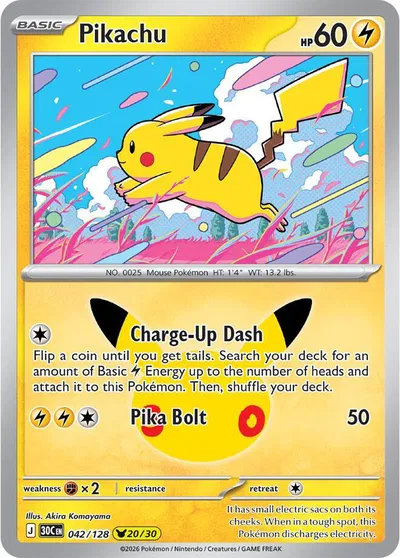 BASIC
Pikachu
HP 60
NO. 0025 Mouse Pokémon HT: 1'4" WT: 13.2 lbs.
Charge-Up Dash
Flip a coin until you get tails. Search your deck for an
amount of Basic Energy up to the number of heads and
attach it to this Pokémon. Then, shuffle your deck.
Pika Bolt 50
weakness ×2 resistance retreat
Illus. Akira Komayama
J 30C EN 042/128 20/30
It has small electric sacs on both its
cheeks. When in a tough spot, this
Pokémon discharges electricity.
©2026 Pokémon / Nintendo / Creatures / GAME FREAK